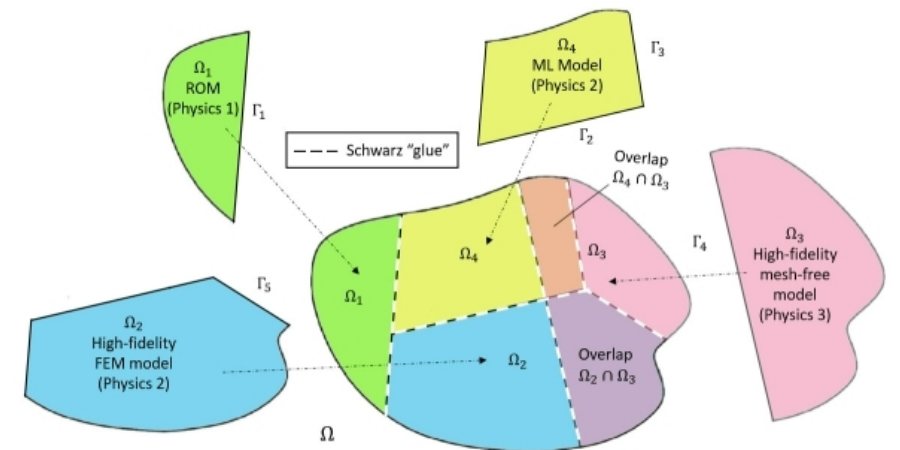 Ω₁
ROM
(Physics 1)
Γ₁
Ω₄
ML Model
(Physics 2)
Γ₃
Γ₂
Schwarz "glue"
Overlap
Ω₄ ∩ Ω₃
Ω₃
High-fidelity
mesh-free
model
(Physics 3)
Γ₄
Γ₅
Ω₂
High-fidelity
FEM model
(Physics 2)
Ω₁
Ω₄
Ω₃
Ω₂
Overlap
Ω₂ ∩ Ω₃
Ω